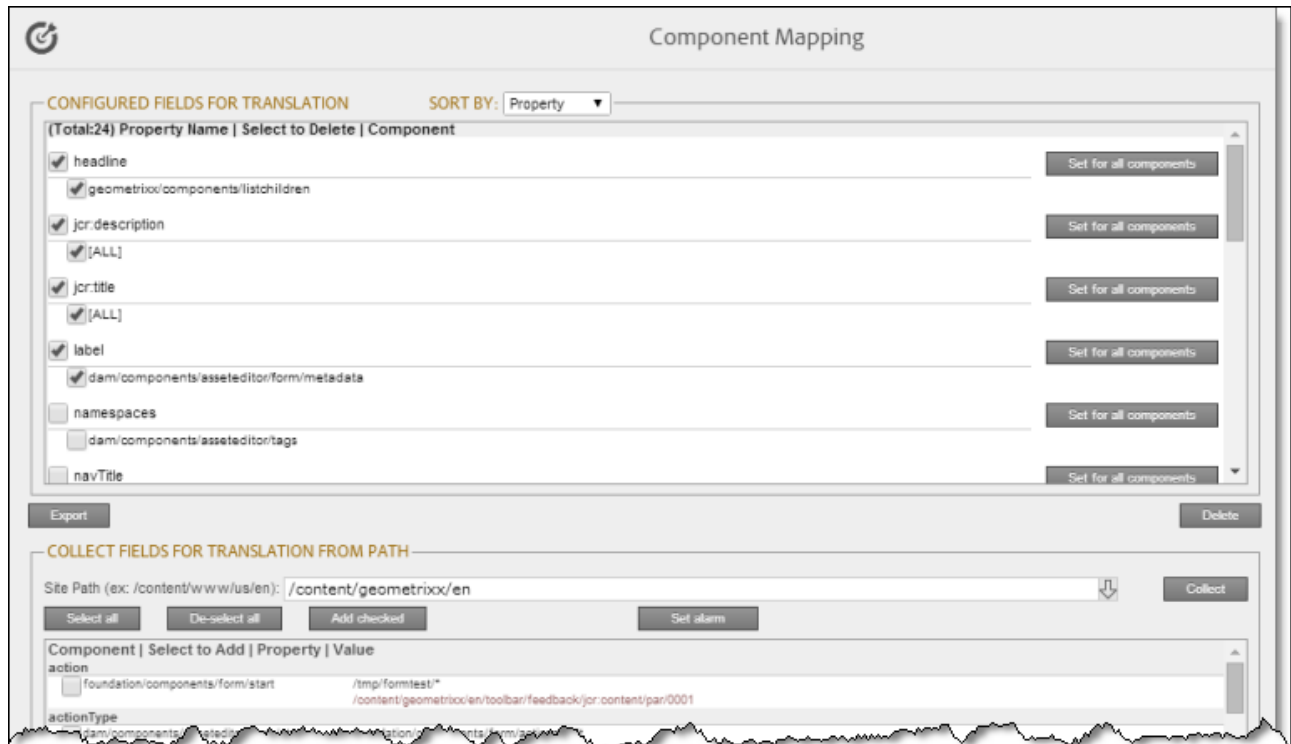 Component Mapping
CONFIGURED FIELDS FOR TRANSLATION SORT BY: Property
(Total:24) Property Name | Select to Delete | Component
headline Set for all components
geometrixx/components/listchildren
jcr:description Set for all components
[ALL]
jcr:title Set for all components
[ALL]
label Set for all components
dam/components/asseteditor/form/metadata
namespaces Set for all components
dam/components/asseteditor/tags
navTitle Set for all components
Export Delete
COLLECT FIELDS FOR TRANSLATION FROM PATH
Site Path (ex: /content/www/us/en): /content/geometrixx/en Collect
Select all De-select all Add checked Set alarm
Component | Select to Add | Property | Value
action
foundation/components/form/start /tmp/formtest/*
/content/geometrixx/en/toolbar/feedback/jcr:content/par/0001
actionType